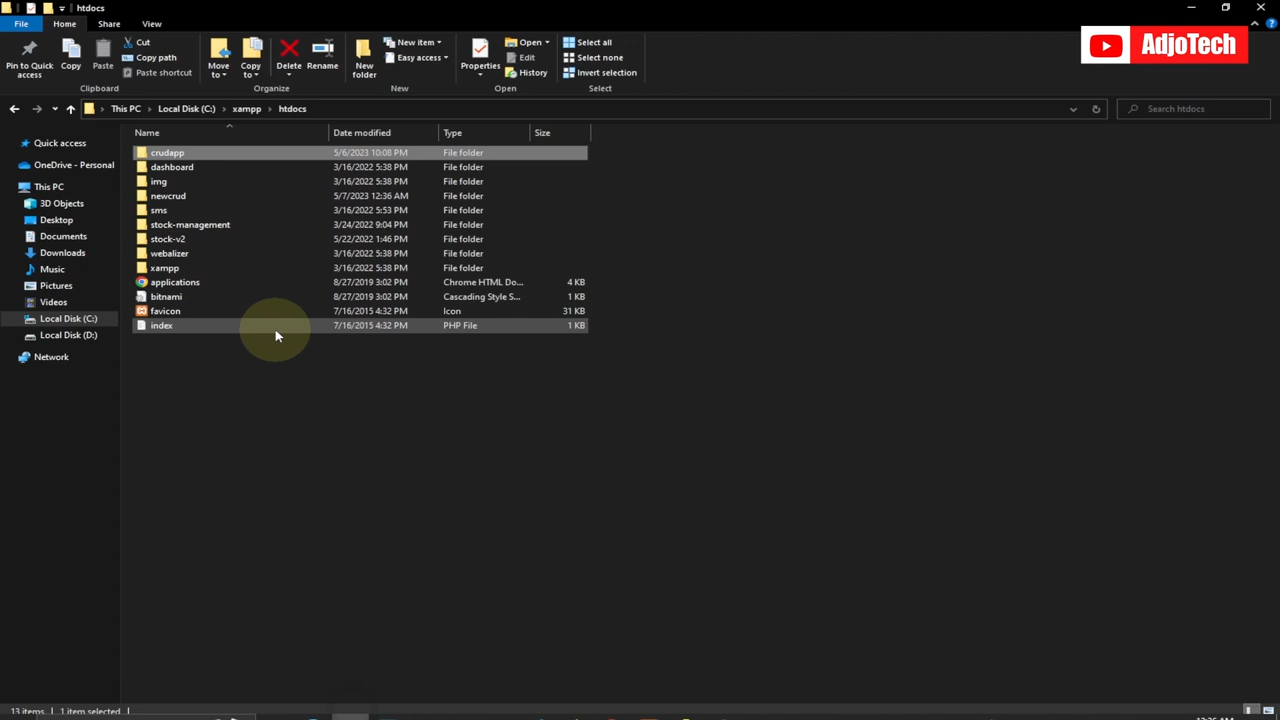 htdocs
File Home Share View
Pin to Quick access
Copy
Paste
Cut
Copy path
Paste shortcut
Clipboard
Move to
Copy to
Delete
Rename
Organize
New folder
New item
Easy access
New
Properties
Open
Edit
History
Open
Select all
Select none
Invert selection
Select
AdjoTech
This PC Local Disk (C:) xampp htdocs
Search htdocs
Quick access
OneDrive - Personal
This PC
3D Objects
Desktop
Documents
Downloads
Music
Pictures
Videos
Local Disk (C:)
Local Disk (D:)
Network
Name Date modified Type Size
crudapp 5/6/2023 10:08 PM File folder
dashboard 3/16/2022 5:38 PM File folder
img 3/16/2022 5:38 PM File folder
newcrud 5/7/2023 12:36 AM File folder
sms 3/16/2022 5:53 PM File folder
stock-management 3/24/2022 9:04 PM File folder
stock-v2 5/22/2022 1:46 PM File folder
webalizer 3/16/2022 5:38 PM File folder
xampp 3/16/2022 5:38 PM File folder
applications 8/27/2019 3:02 PM Chrome HTML Do... 4 KB
bitnami 8/27/2019 3:02 PM Cascading Style S... 1 KB
favicon 7/16/2015 4:32 PM Icon 31 KB
index 7/16/2015 4:32 PM PHP File 1 KB
13 items 1 item selected